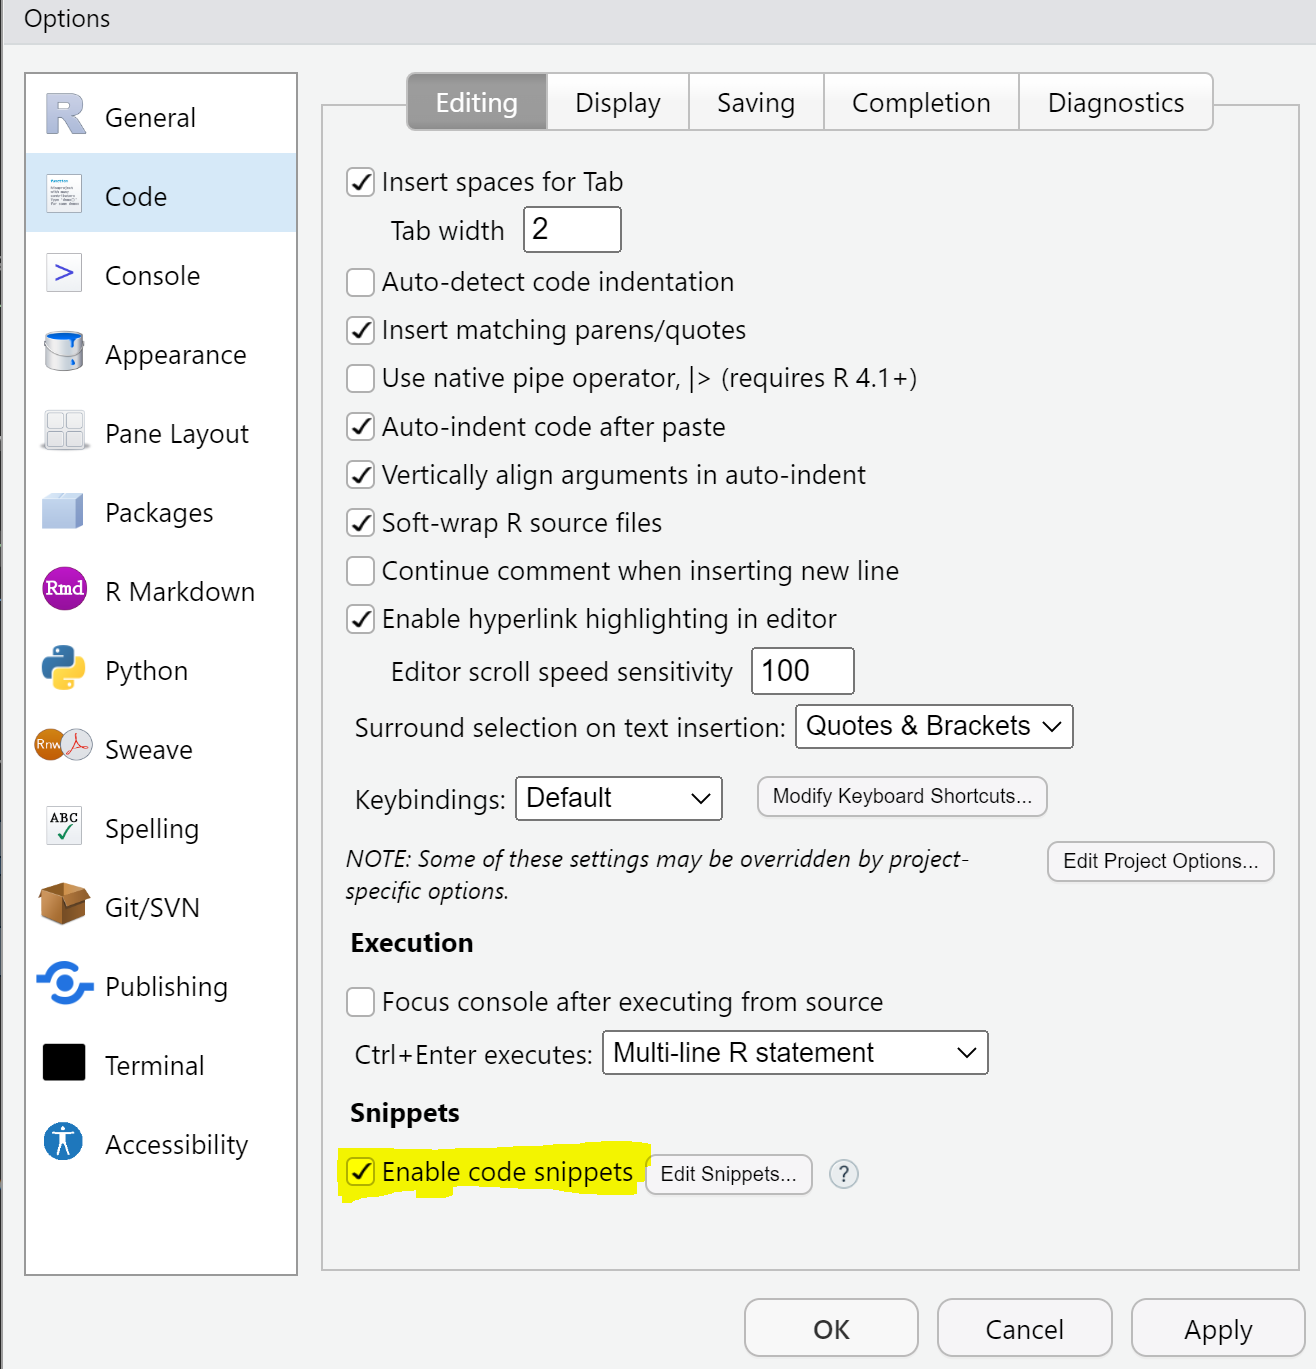 Options
General
Code
Console
Appearance
Pane Layout
Packages
Rmd
R Markdown
Python
Rnw
Sweave
ABC
Spelling
Git/SVN
Publishing
Terminal
Accessibility
Editing Display Saving Completion Diagnostics
Insert spaces for Tab
Tab width 2
Auto-detect code indentation
Insert matching parens/quotes
Use native pipe operator, |> (requires R 4.1+)
Auto-indent code after paste
Vertically align arguments in auto-indent
Soft-wrap R source files
Continue comment when inserting new line
Enable hyperlink highlighting in editor
Editor scroll speed sensitivity 100
Surround selection on text insertion: Quotes & Brackets
Keybindings: Default Modify Keyboard Shortcuts...
NOTE: Some of these settings may be overridden by project-
specific options.
Edit Project Options...
Execution
Focus console after executing from source
Ctrl+Enter executes: Multi-line R statement
Snippets
Enable code snippets Edit Snippets... ?
OK Cancel Apply